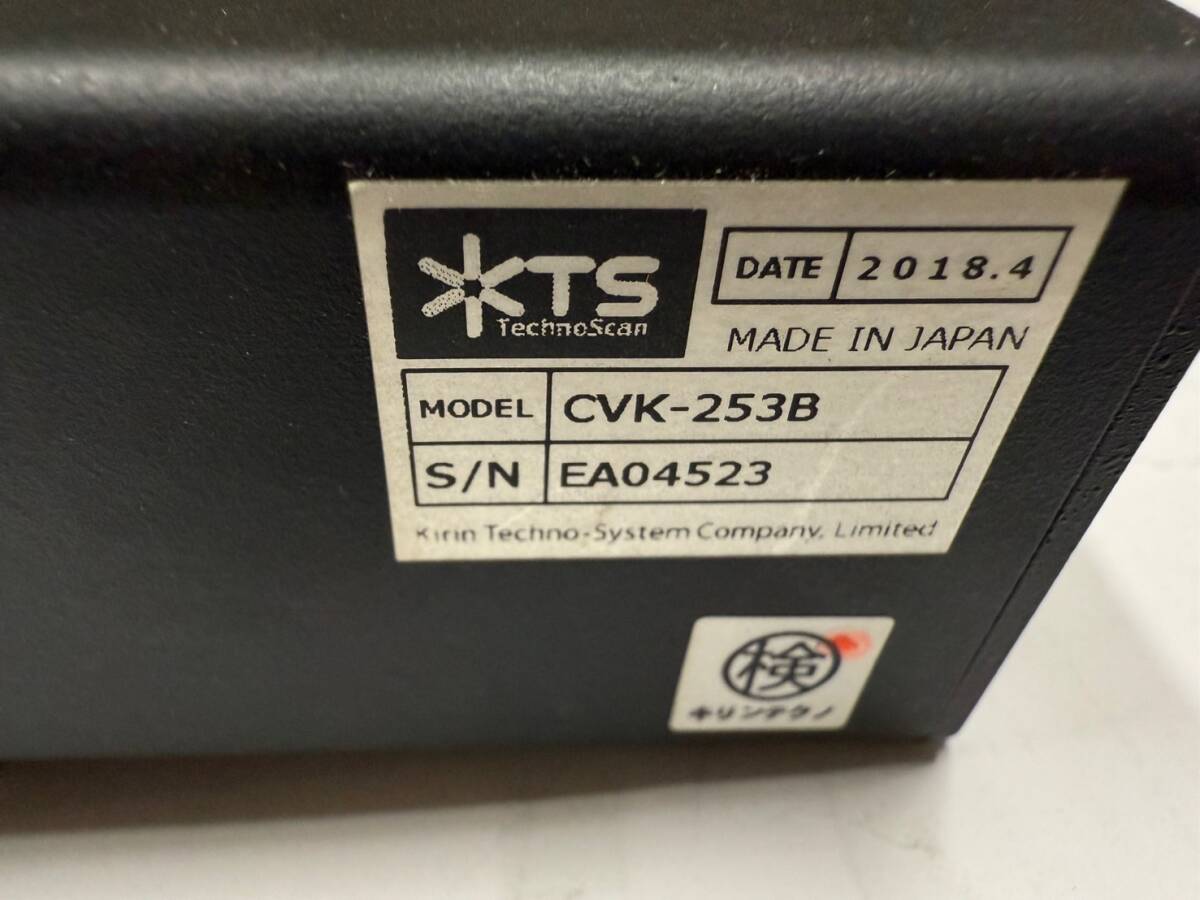 KTS
TechnoScan
DATE 2018.4
MADE IN JAPAN
MODEL CVK-253B
S/N EA04523
Kirin Techno-System Company, Limited
検
キリンテクノ